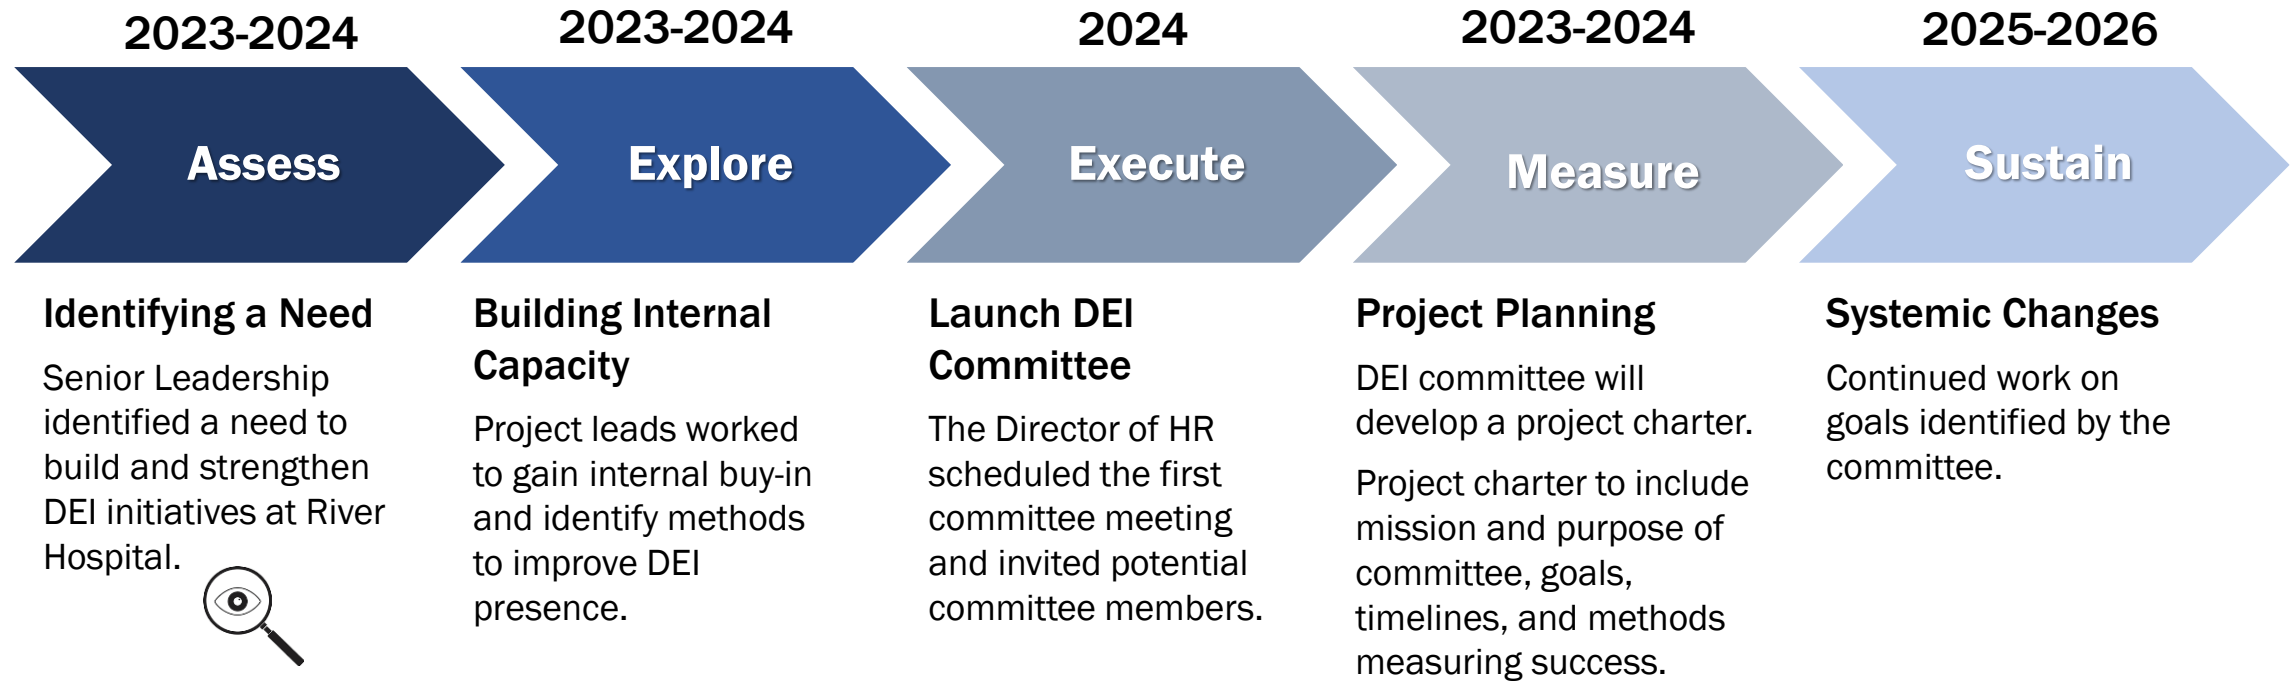 2023-2024
Assess
Identifying a Need
Senior Leadership
identified a need to
build and strengthen
DEI initiatives at River
Hospital.
2023-2024
Explore
Building Internal
Capacity
Project leads worked
to gain internal buy-in
and identify methods
to improve DEI
presence.
2024
Execute
Launch DEI
Committee
The Director of HR
scheduled the first
committee meeting
and invited potential
committee members.
2023-2024
Measure
Project Planning
DEI committee will
develop a project charter.
Project charter to include
mission and purpose of
committee, goals,
timelines, and methods
measuring success.
2025-2026
Sustain
Systemic Changes
Continued work on
goals identified by the
committee.